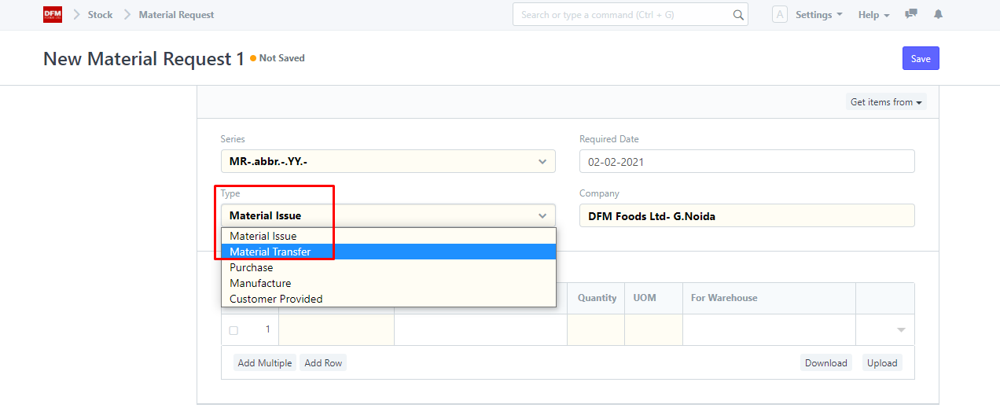 DFM Stock Material Request Search or type a command (Ctrl + G) A Settings Help
New Material Request 1 Not Saved Save
Get items from
Series Required Date
MR-.abbr.-.YY.- 02-02-2021
Type Company
Material Issue DFM Foods Ltd- G.Noida
Material Issue
Material Transfer
Purchase
Manufacture
Customer Provided
Quantity UOM For Warehouse
1
Add Multiple Add Row Download Upload